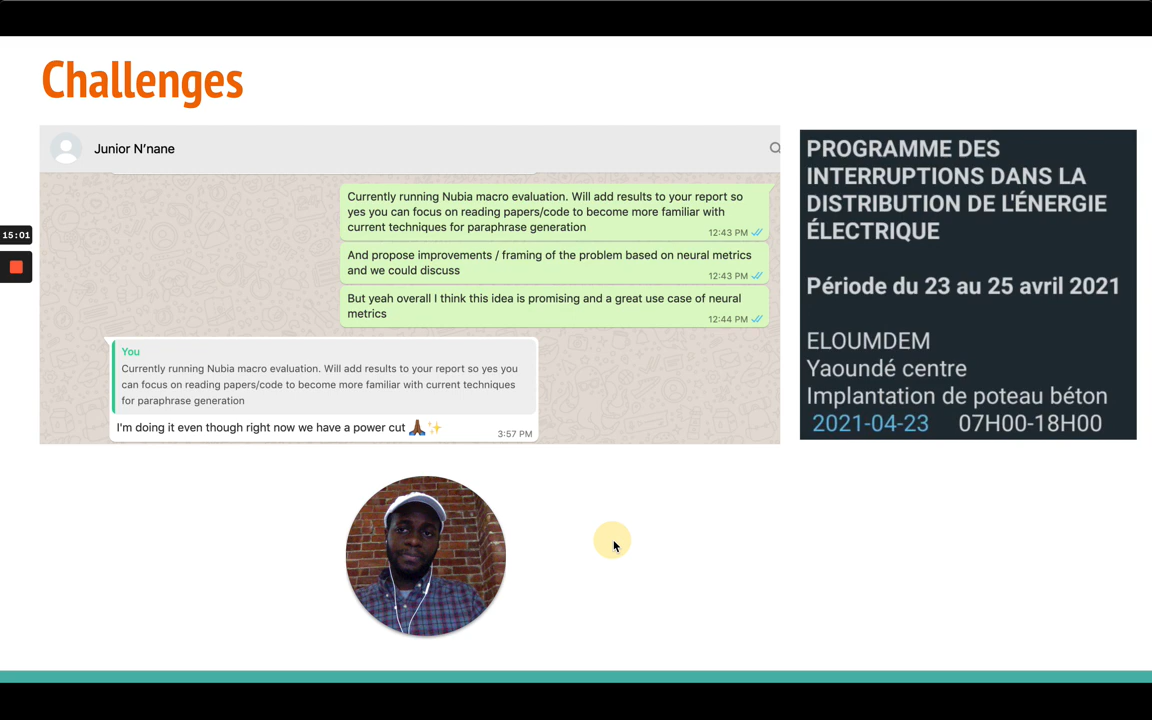 Challenges
Junior N'nane
Currently running Nubia macro evaluation. Will add results to your report so
yes you can focus on reading papers/code to become more familiar with
current techniques for paraphrase generation
12:43 PM
And propose improvements / framing of the problem based on neural metrics
and we could discuss
12:43 PM
But yeah overall I think this idea is promising and a great use case of neural
metrics
12:44 PM
You
Currently running Nubia macro evaluation. Will add results to your report so yes you
can focus on reading papers/code to become more familiar with current techniques
for paraphrase generation
I'm doing it even though right now we have a power cut 🙏🏾✨
3:57 PM
PROGRAMME DES
INTERRUPTIONS DANS LA
DISTRIBUTION DE L'ÉNERGIE
ÉLECTRIQUE
Période du 23 au 25 avril 2021
ELOUMDEM
Yaoundé centre
Implantation de poteau béton
2021-04-23 07H00-18H00
15:01